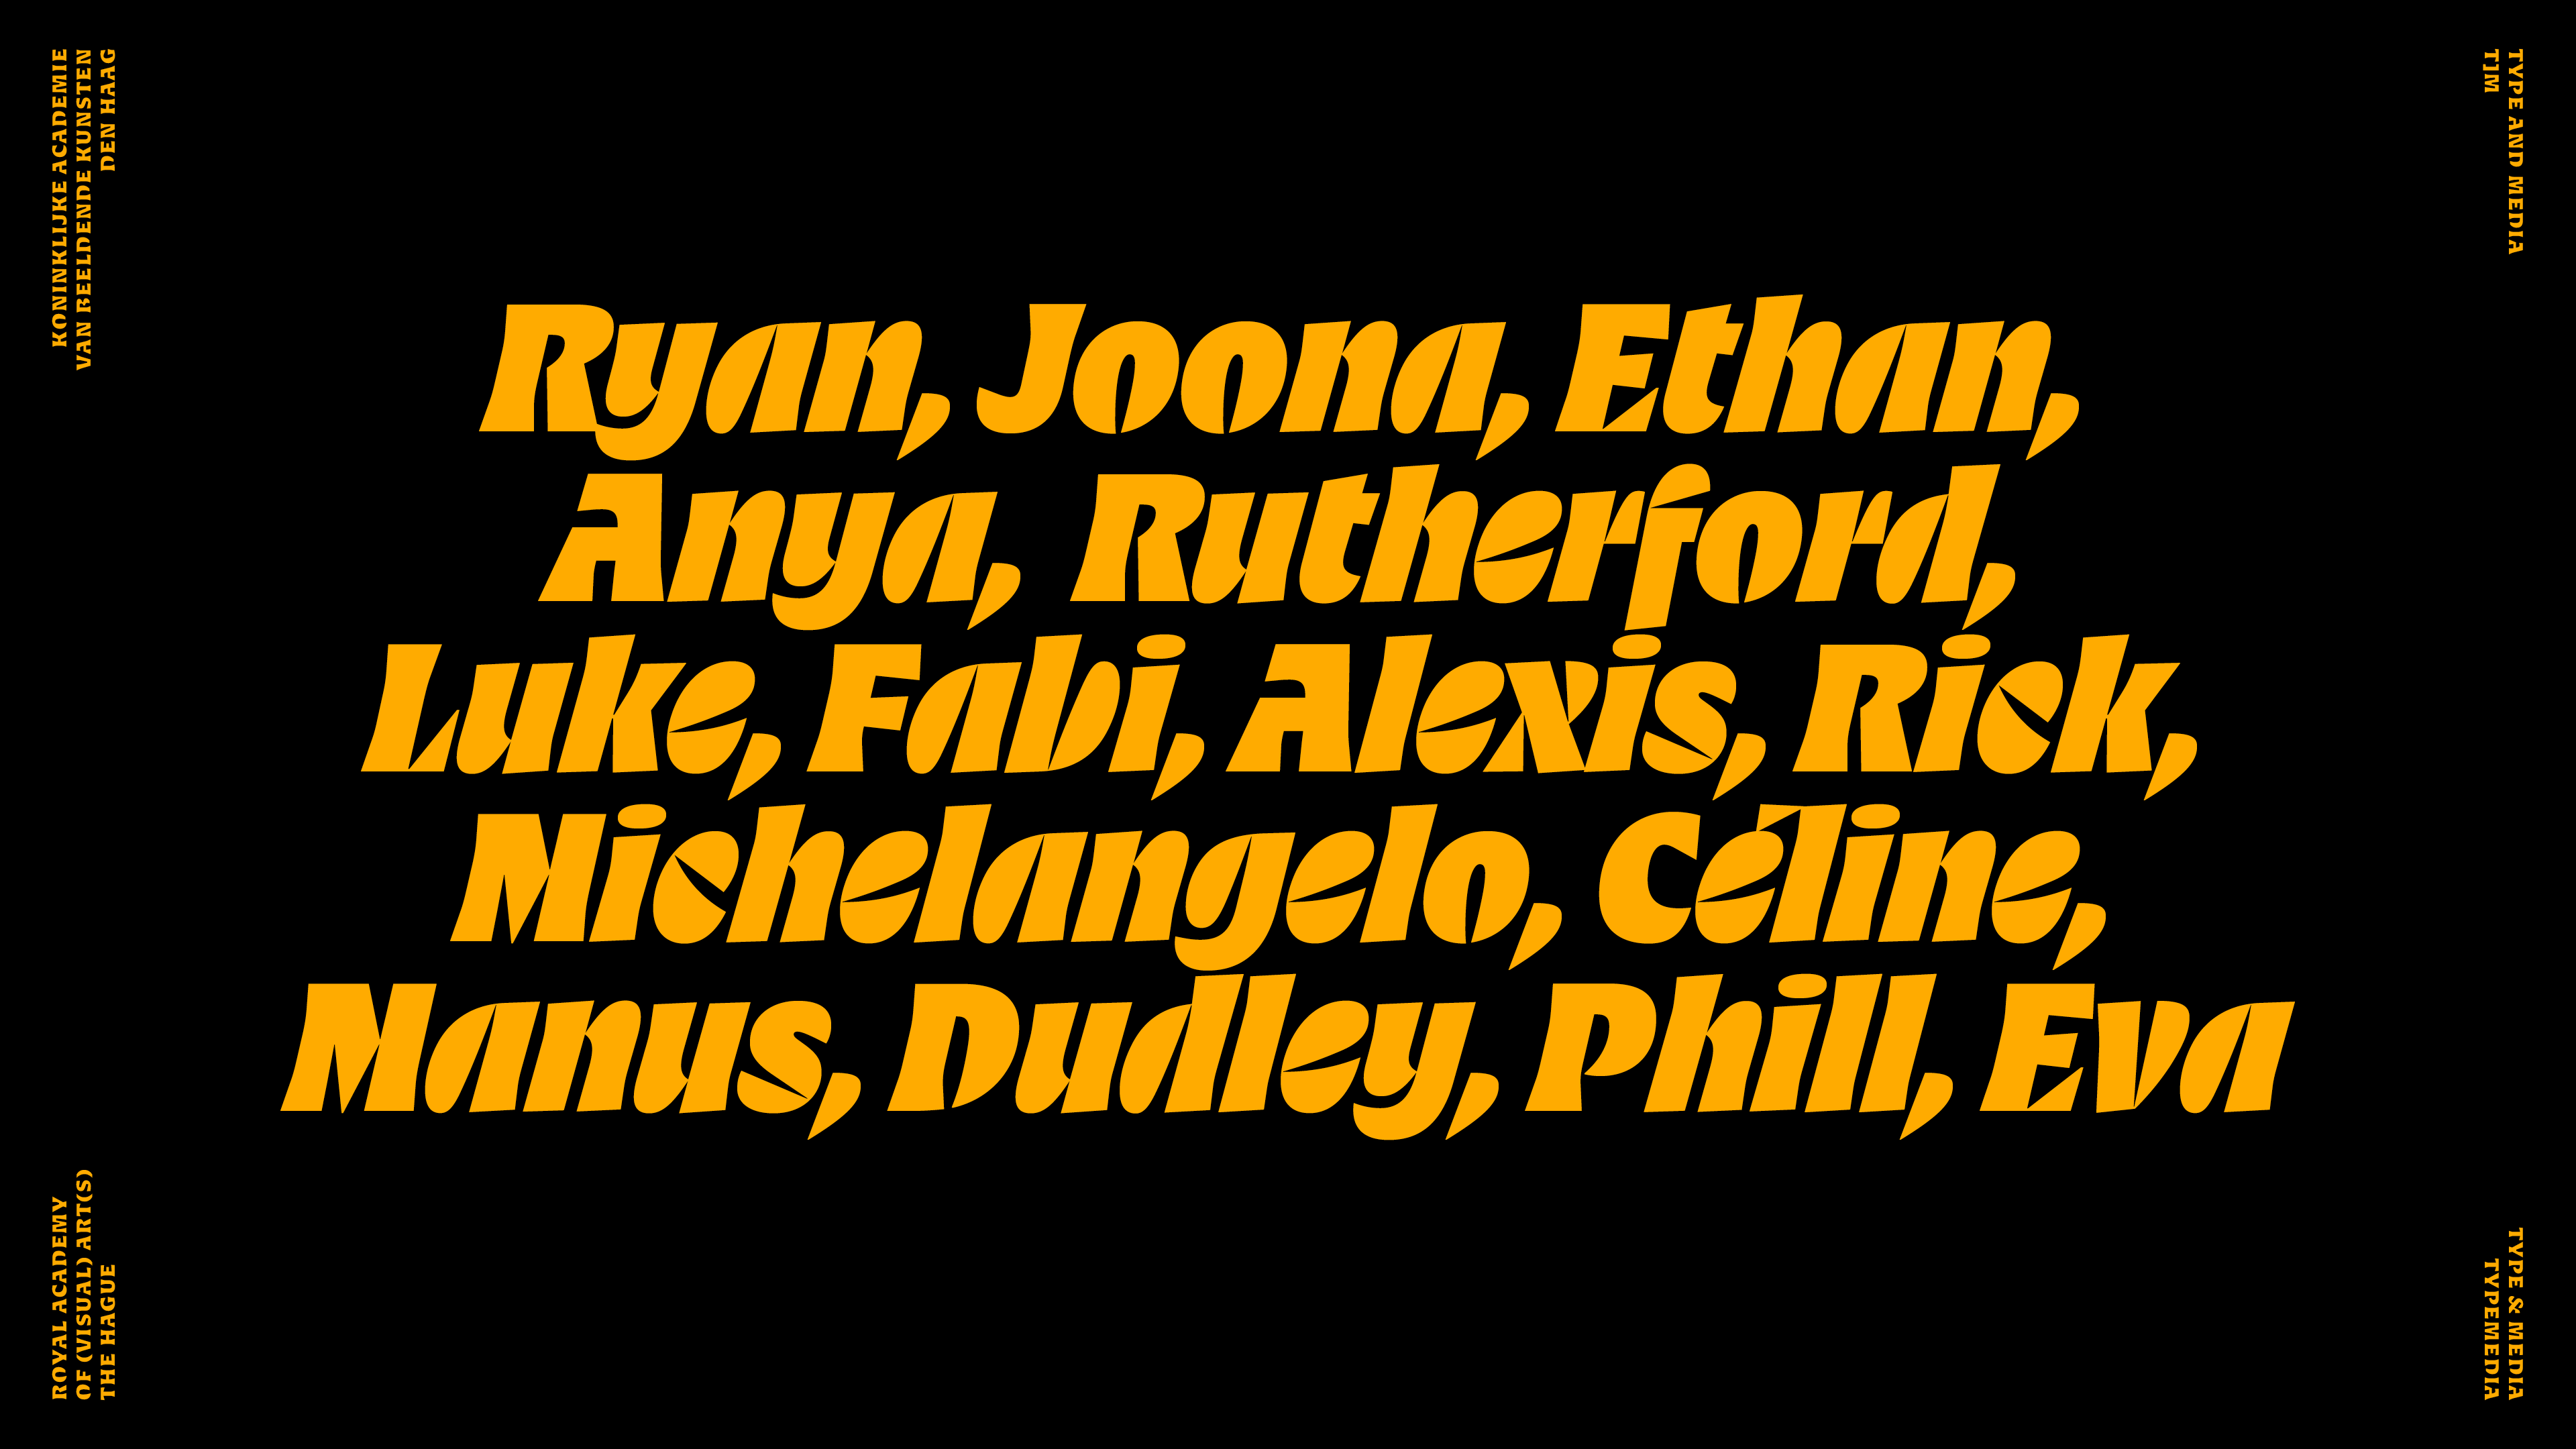 KONINKLIJKE ACADEMIE
VAN BEELDENDE KUNSTEN
DEN HAAG
TYPE AND MEDIA
T]M
Ryan, Joona, Ethan,
Anya, Rutherford,
Luke, Fabi, Alexis, Rick,
Michelangelo, Céline,
Manus, Dudley, Phill, Eva
ROYAL ACADEMY
OF (VISUAL) ART(S)
THE HAGUE
TYPE & MEDIA
TYPEMEDIA